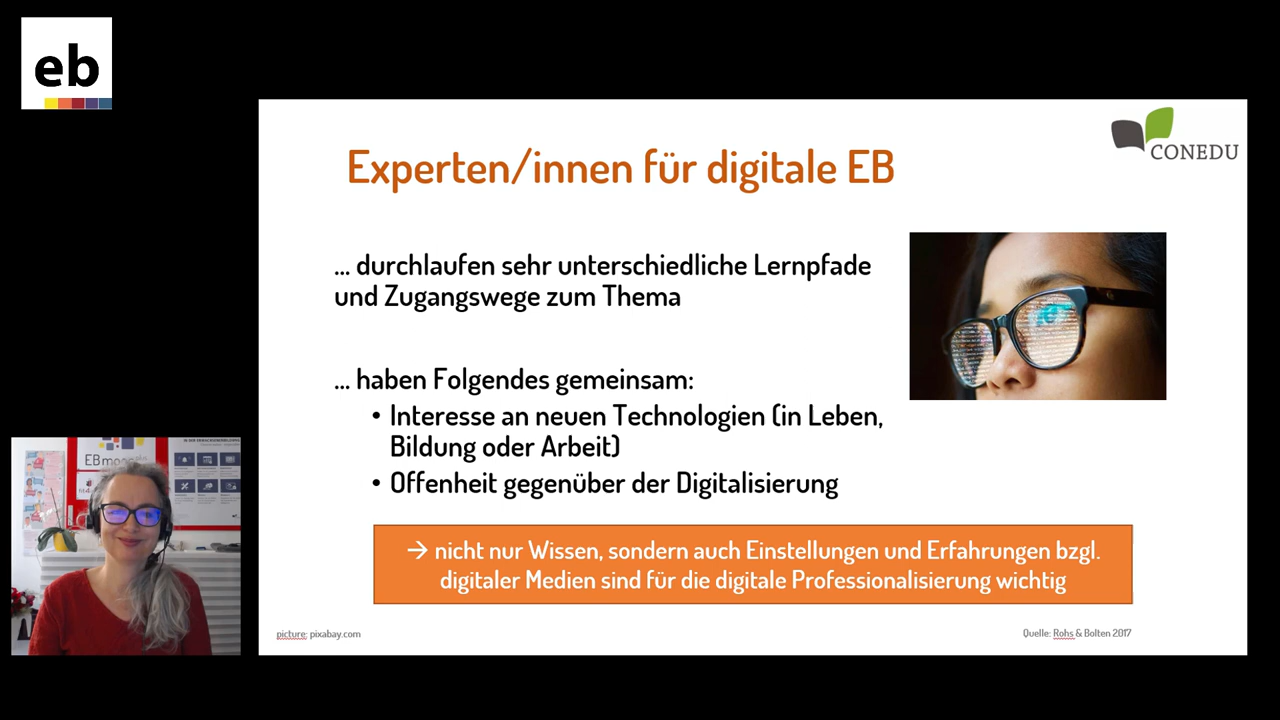 eb
CONEDU
Experten/innen für digitale EB
... durchlaufen sehr unterschiedliche Lernpfade
und Zugangswege zum Thema
... haben Folgendes gemeinsam:
• Interesse an neuen Technologien (in Leben,
Bildung oder Arbeit)
• Offenheit gegenüber der Digitalisierung
→ nicht nur Wissen, sondern auch Einstellungen und Erfahrungen bzgl.
digitaler Medien sind für die digitale Professionalisierung wichtig
picture: pixabay.com
Quelle: Rohs & Bolten 2017